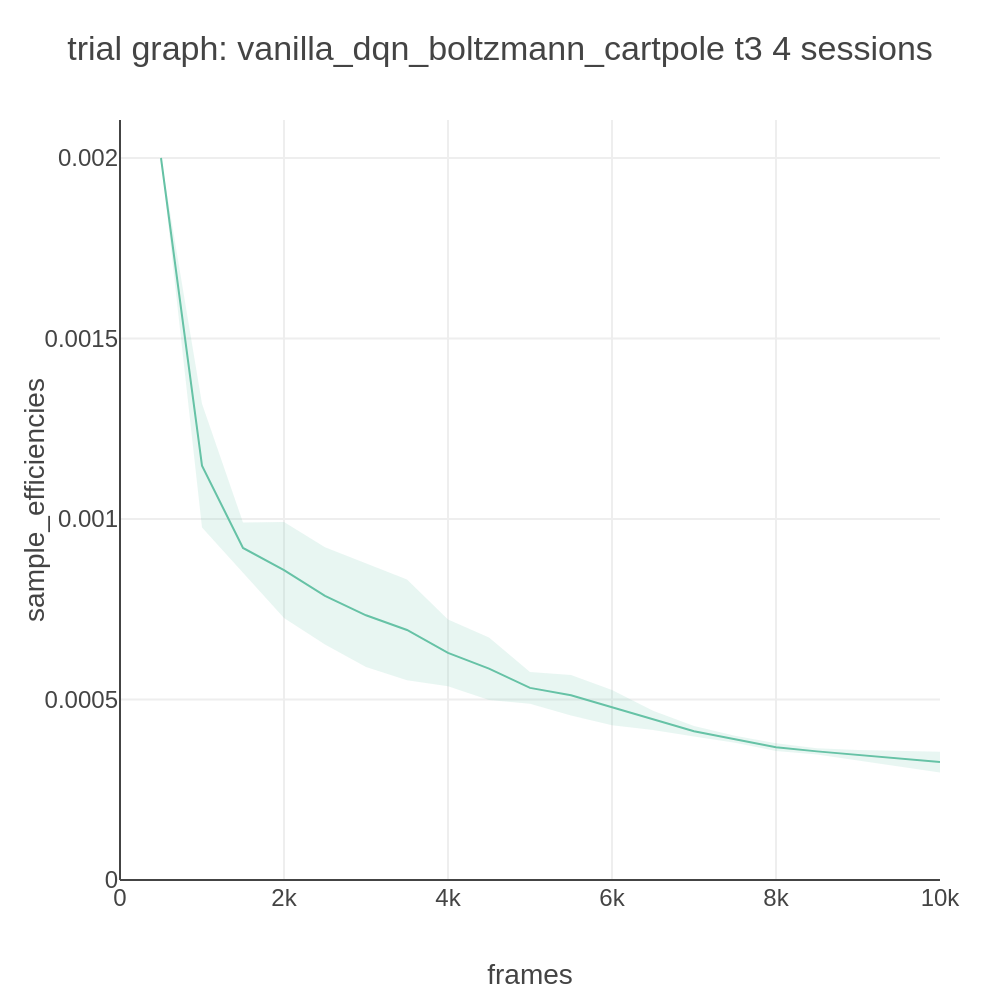 trial graph: vanilla_dqn_boltzmann_cartpole t3 4 sessions
sample_efficiencies
0.002
0.0015
0.001
0.0005
0
0
2k
4k
6k
8k
10k
frames